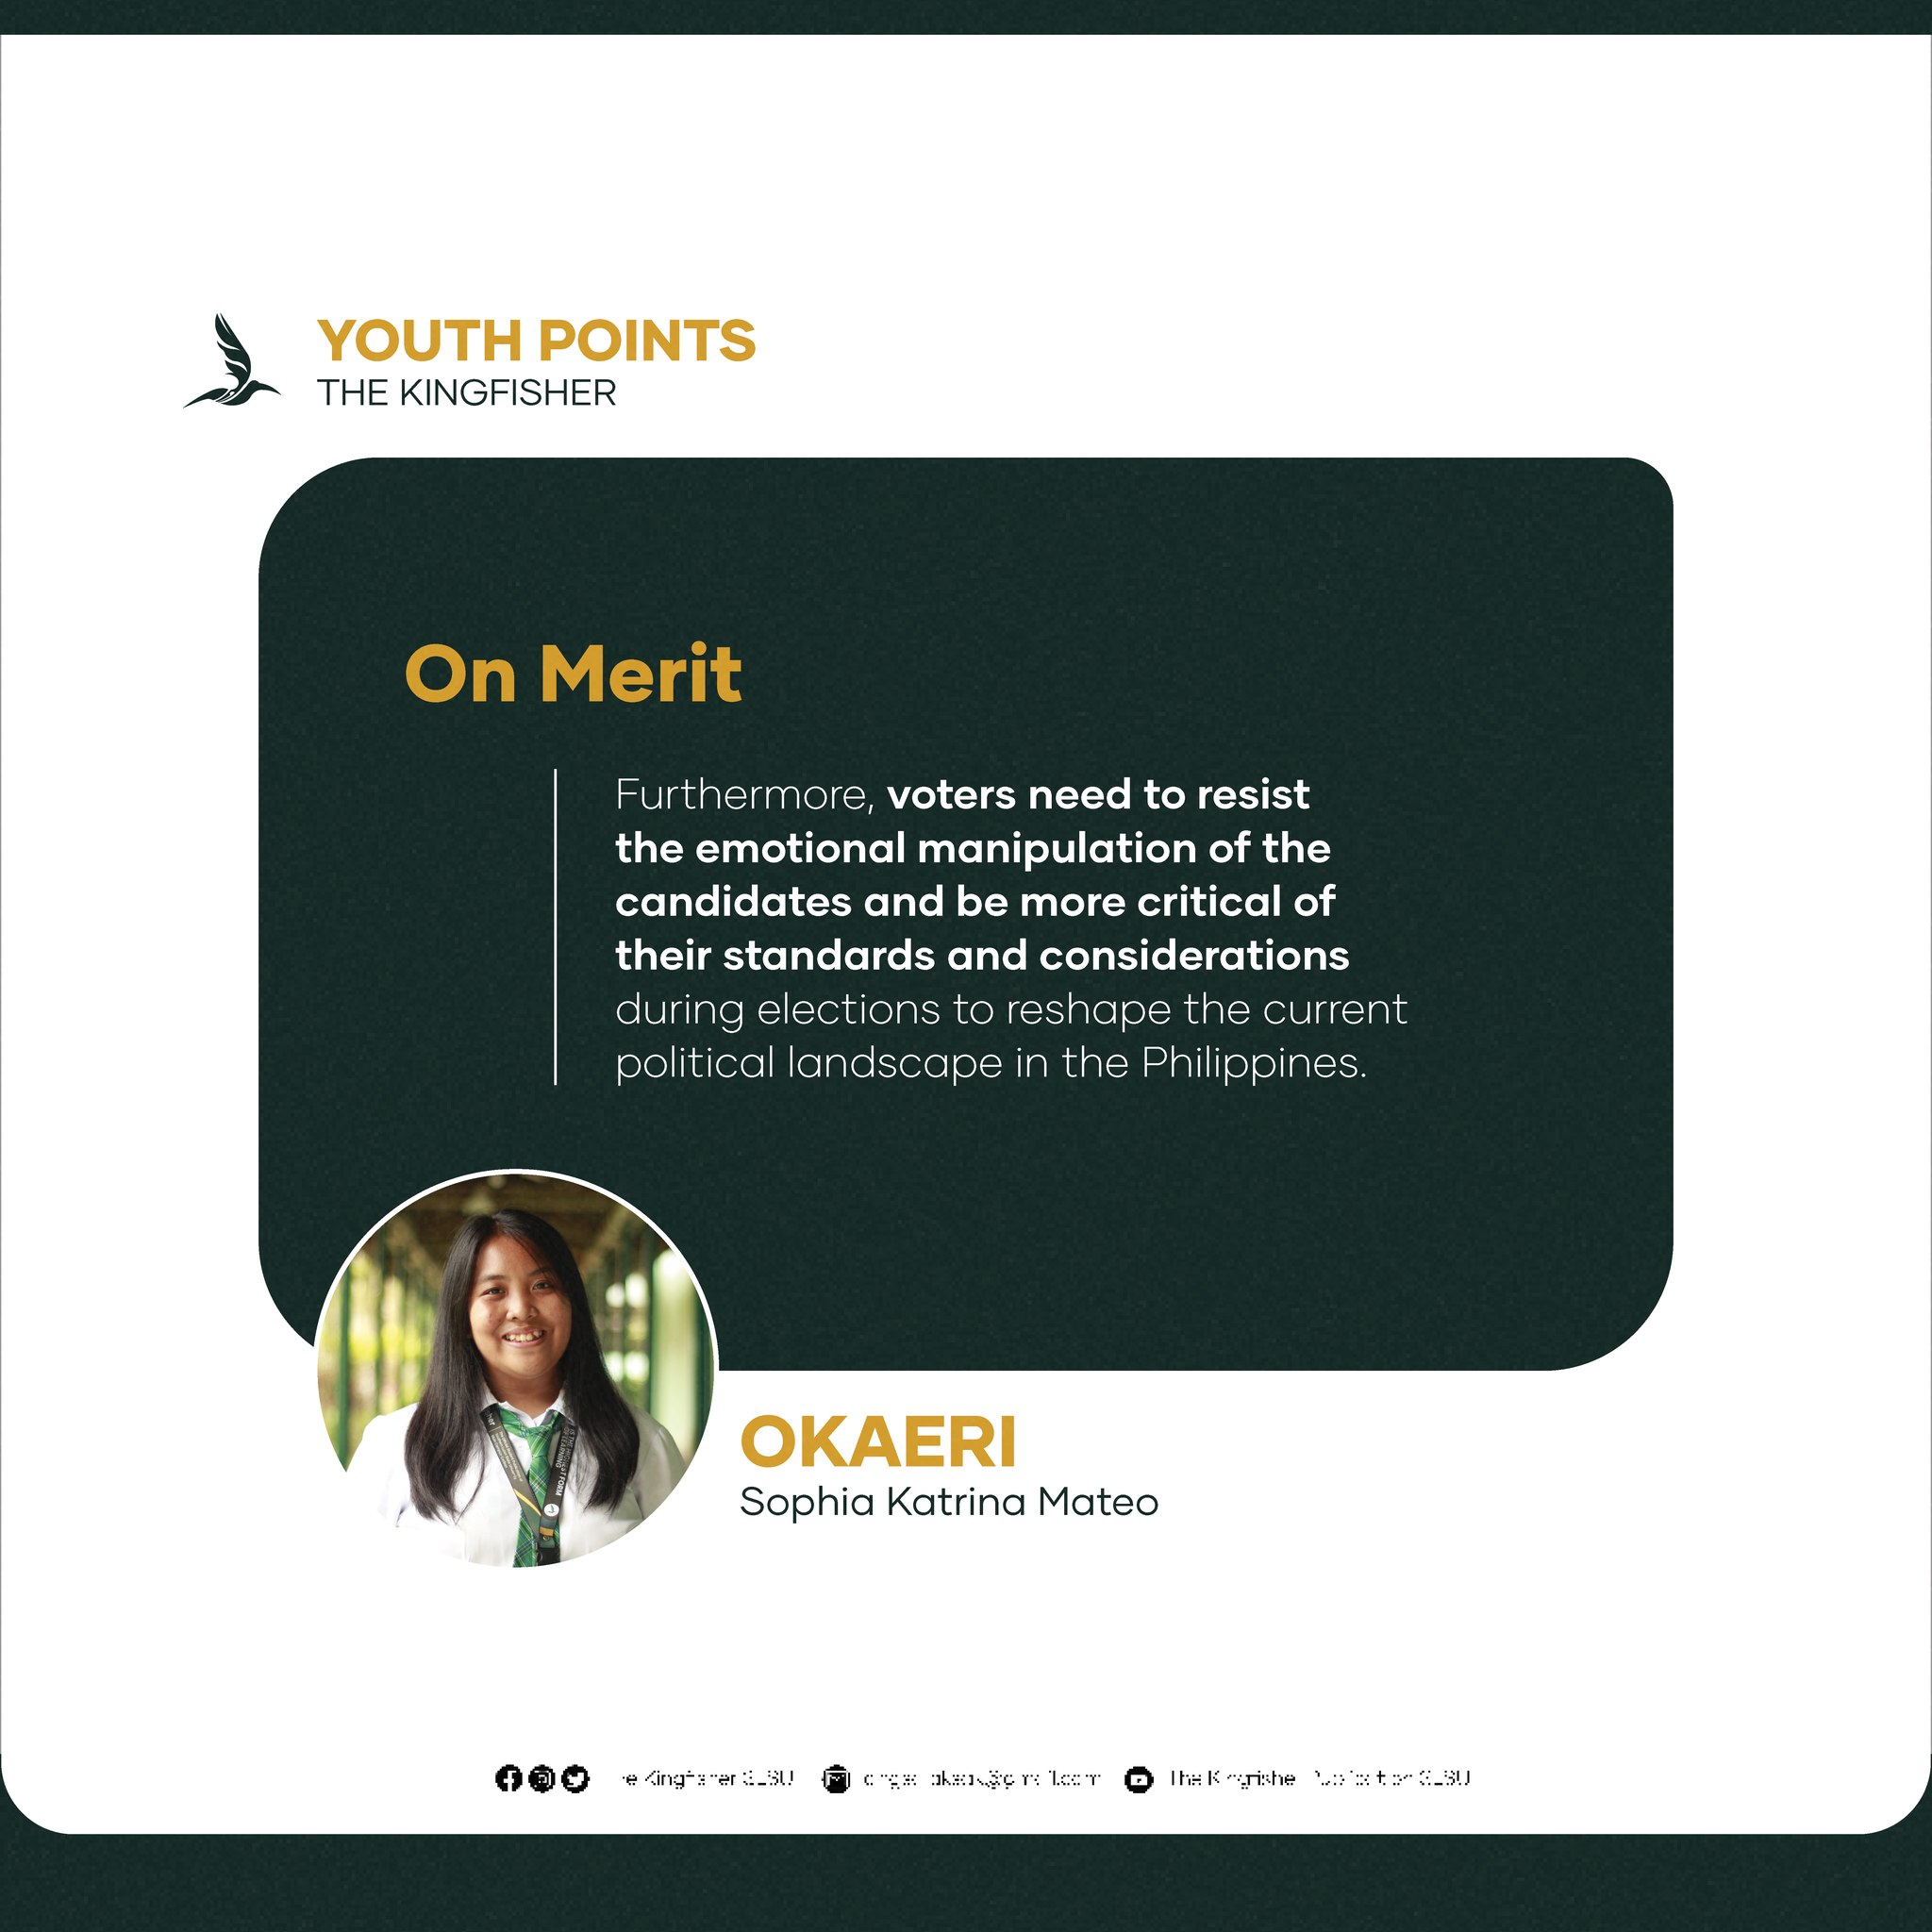 YOUTH POINTS
THE KINGFISHER
On Merit
Furthermore, voters need to resist
the emotional manipulation of the
candidates and be more critical of
their standards and considerations
during elections to reshape the current
political landscape in the Philippines.
OKAERI
Sophia Katrina Mateo